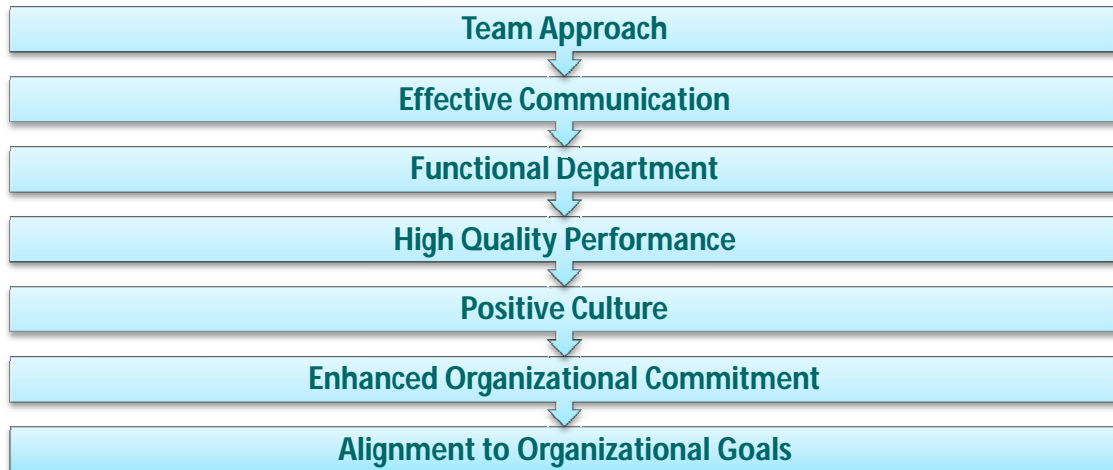 Team Approach
Effective Communication
Functional Department
High Quality Performance
Positive Culture
Enhanced Organizational Commitment
Alignment to Organizational Goals